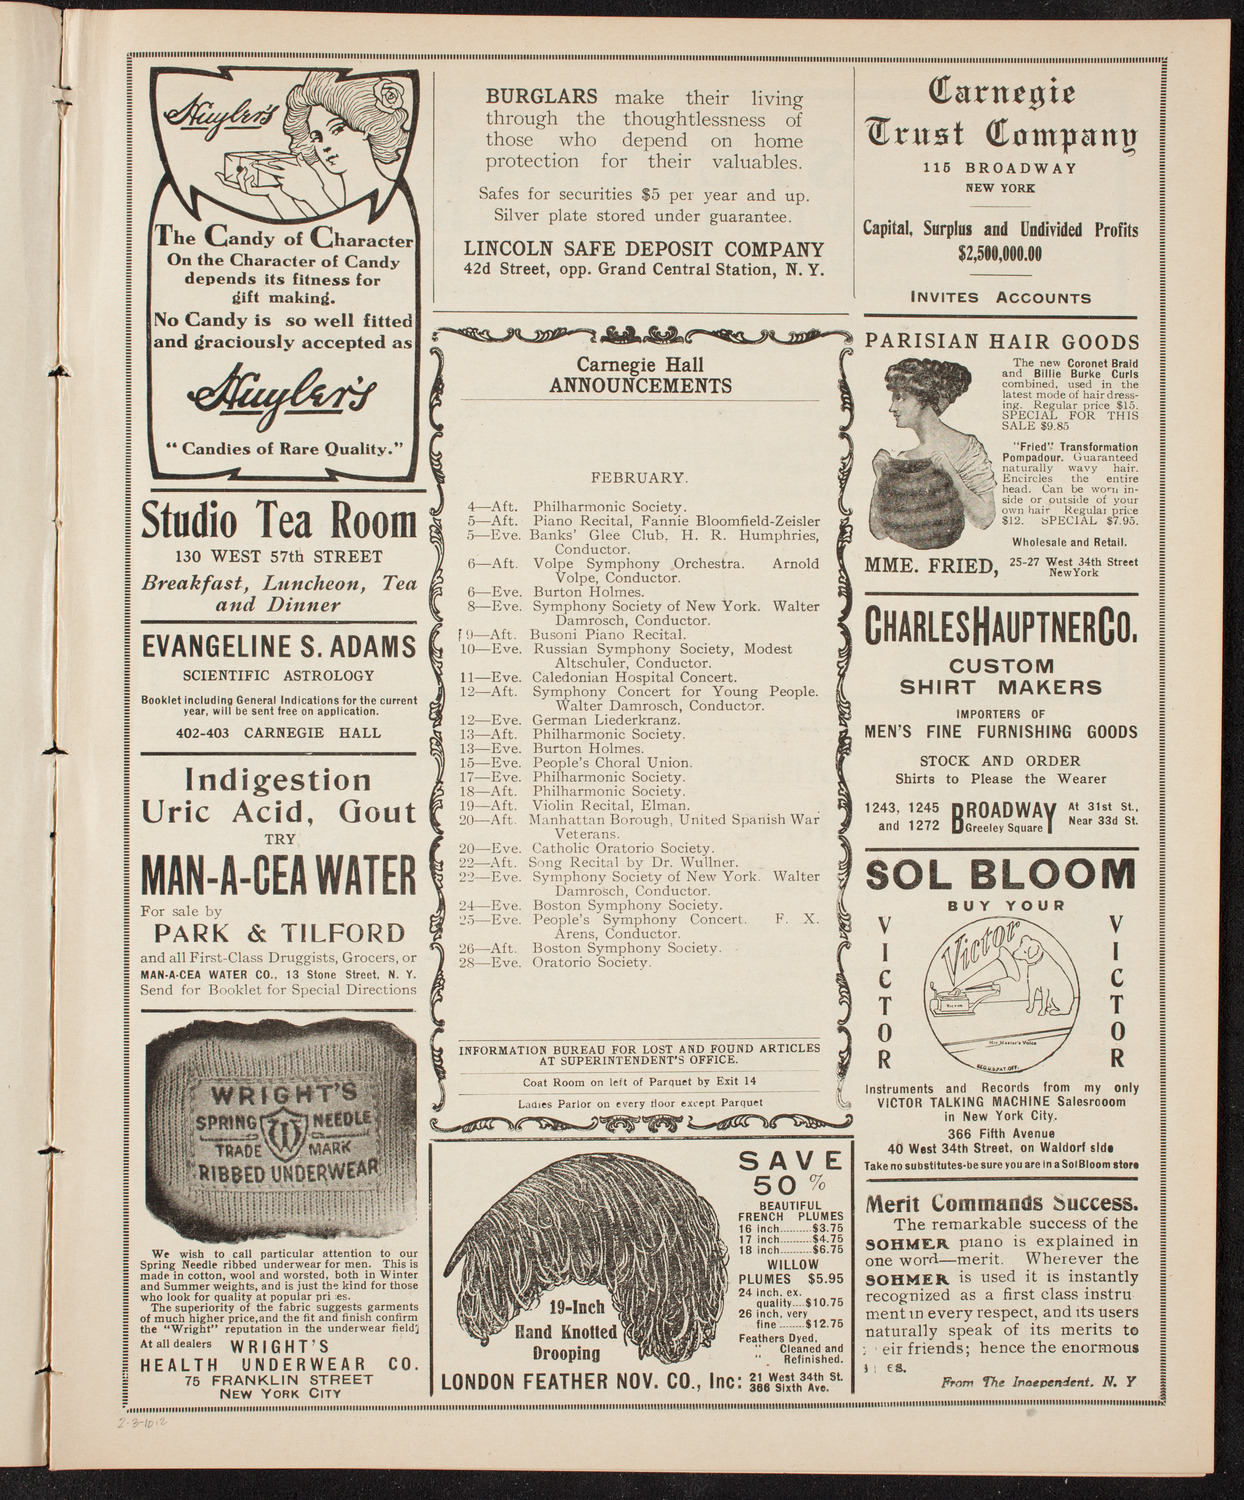 Huyler's
The Candy of Character
On the Character of Candy
depends its fitness for
gift making.
No Candy is so well fitted
and graciously accepted as
Huyler's
"Candies of Rare Quality."
Studio Tea Room
130 WEST 57th STREET
Breakfast, Luncheon, Tea
and Dinner
EVANGELINE S. ADAMS
SCIENTIFIC ASTROLOGY
Booklet including General Indications for the current
year, will be sent free on application.
402-403 CARNEGIE HALL
Indigestion
Uric Acid, Gout
TRY
MAN-A-CEA WATER
For sale by
PARK & TILFORD
and all First-Class Druggists, Grocers, or
MAN-A-CEA WATER CO., 13 Stone Street, N. Y.
Send for Booklet for Special Directions
WRIGHT'S
SPRING NEEDLE
W
TRADE MARK
RIBBED UNDERWEAR
We wish to call particular attention to our
Spring Needle ribbed underwear for men. This is
made in cotton, wool and worsted, both in Winter
and Summer weights, and is just the kind for those
who look for quality at popular pri es.
The superiority of the fabric suggests garments
of much higher price,and the fit and finish confirm
the "Wright" reputation in the underwear field
At all dealers WRIGHT'S
HEALTH UNDERWEAR CO.
75 FRANKLIN STREET
NEW YORK CITY
2-3-10:2
BURGLARS make their living
through the thoughtlessness of
those who depend on home
protection for their valuables.
Safes for securities $5 per year and up.
Silver plate stored under guarantee.
LINCOLN SAFE DEPOSIT COMPANY
42d Street, opp. Grand Central Station, N. Y.
Carnegie Hall
ANNOUNCEMENTS
FEBRUARY.
4—Aft. Philharmonic Society.
5—Aft. Piano Recital, Fannie Bloomfield-Zeisler
5—Eve. Banks' Glee Club. H. R. Humphries,
Conductor.
6—Aft. Volpe Symphony Orchestra. Arnold
Volpe, Conductor.
6—Eve. Burton Holmes.
8—Eve. Symphony Society of New York. Walter
Damrosch, Conductor.
9—Aft. Busoni Piano Recital.
10—Eve. Russian Symphony Society, Modest
Altschuler, Conductor.
11—Eve. Caledonian Hospital Concert.
12—Aft. Symphony Concert for Young People.
Walter Damrosch, Conductor.
12—Eve. German Liederkranz.
13—Aft. Philharmonic Society.
13—Eve. Burton Holmes.
15—Eve. People's Choral Union.
17—Eve. Philharmonic Society.
18—Aft. Philharmonic Society.
19—Aft. Violin Recital, Elman.
20—Aft. Manhattan Borough, United Spanish War
Veterans.
20—Eve. Catholic Oratorio Society.
22—Aft. Song Recital by Dr. Wullner.
22—Eve. Symphony Society of New York. Walter
Damrosch, Conductor.
24—Eve. Boston Symphony Society.
25—Eve. People's Symphony Concert. F. X.
Arens, Conductor.
26—Aft. Boston Symphony Society.
28—Eve. Oratorio Society.
INFORMATION BUREAU FOR LOST AND FOUND ARTICLES
AT SUPERINTENDENT'S OFFICE.
Coat Room on left of Parquet by Exit 14
Ladies Parlor on every floor except Parquet
19-Inch
Hand Knotted
Drooping
SAVE
50%
BEAUTIFUL
FRENCH PLUMES
16 inch..........$3.75
17 inch..........$4.75
18 inch..........$6.75
WILLOW
PLUMES $5.95
24 inch, ex.
quality....$10.75
26 inch, very
fine ........$12.75
Feathers Dyed,
" Cleaned and
" Refinished.
LONDON FEATHER NOV. CO., Inc: 21 West 34th St.
366 Sixth Ave.
Carnegie
Trust Company
115 BROADWAY
NEW YORK
Capital, Surplus and Undivided Profits
$2,500,000.00
INVITES ACCOUNTS
PARISIAN HAIR GOODS
The new Coronet Braid
and Billie Burke Curls
combined, used in the
latest mode of hairdress-
ing. Regular price $15.
SPECIAL FOR THIS
SALE $9.85
"Fried" Transformation
Pompadour. Guaranteed
naturally wavy hair.
Encircles the entire
head. Can be worn in-
side or outside of your
own hair Regular price
$12. SPECIAL $7.95.
Wholesale and Retail.
MME. FRIED, 25-27 West 34th Street
New York
CHARLES HAUPTNER CO.
CUSTOM
SHIRT MAKERS
IMPORTERS OF
MEN'S FINE FURNISHING GOODS
STOCK AND ORDER
Shirts to Please the Wearer
1243, 1245 and 1272 BROADWAY Greeley Square At 31st St., Near 33d St.
SOL BLOOM
BUY YOUR
VICTOR
Victor
VICTOR
His Master's Voice
REG.U.S.PAT.OFF.
Instruments and Records from my only
VICTOR TALKING MACHINE Salesrooom
in New York City.
366 Fifth Avenue
40 West 34th Street, on Waldorf side
Take no substitutes-be sure you are in a Sol Bloom store
Merit Commands Success.
The remarkable success of the
SOHMER piano is explained in
one word—merit. Wherever the
SOHMER is used it is instantly
recognized as a first class instru
ment in every respect, and its users
naturally speak of its merits to
eir friends; hence the enormous
es.
From The Independent, N. Y